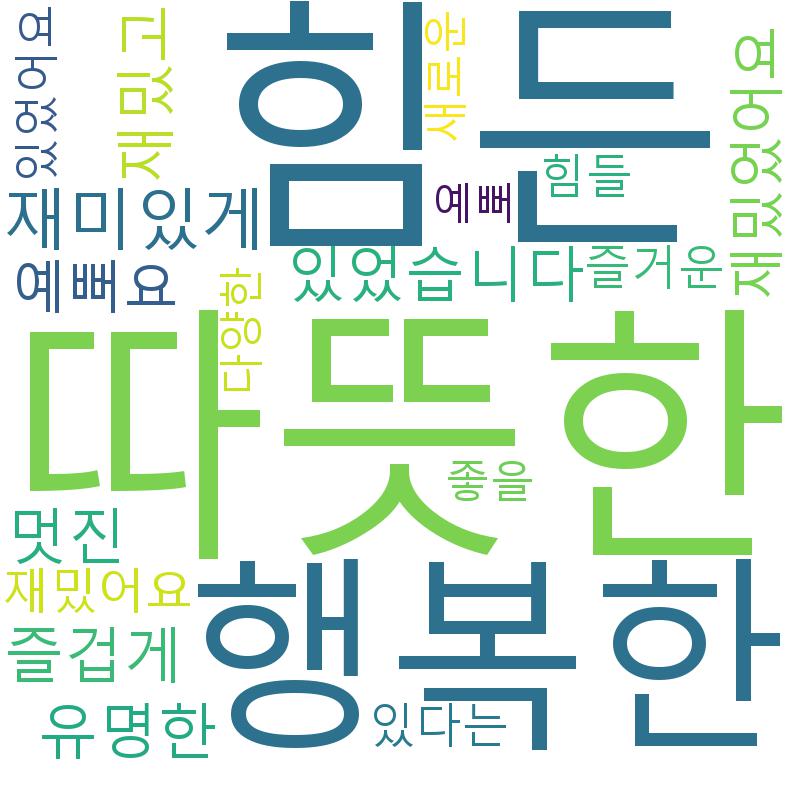 있었어요
재밌고
힘든
새로운
재밌었어요
힘들
재미있게
예뻐
예뻐요
있었습니다
즐거운
다양한
따뜻한
좋을
멋진
재밌어요
행복한
즐겁게
유명한
있다는